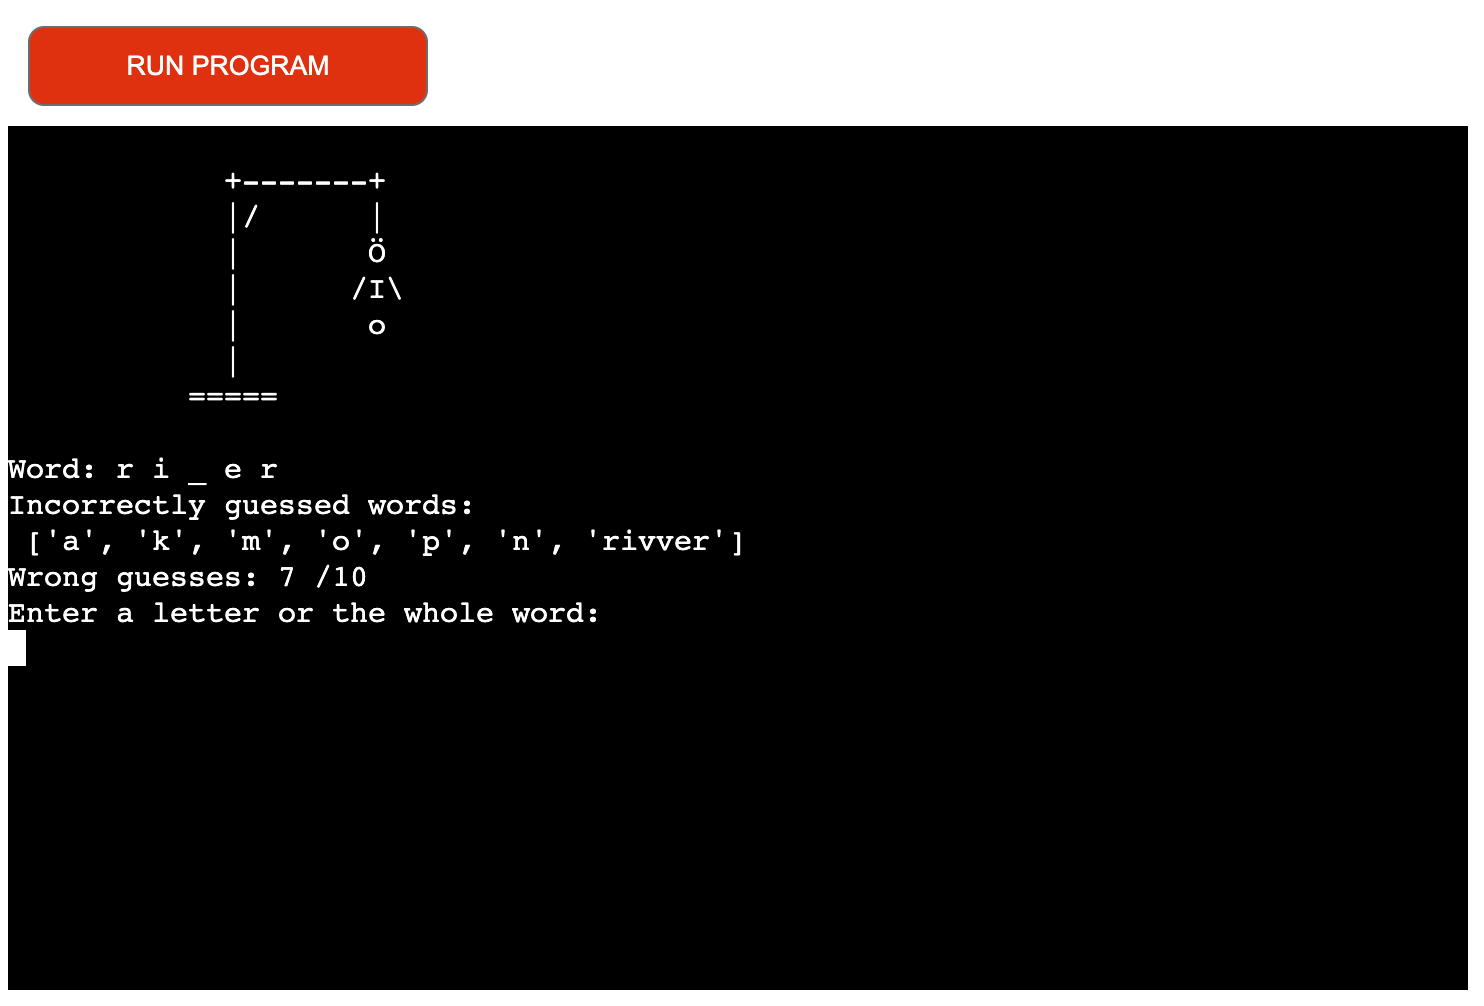 RUN PROGRAM
+-------+
|/      |
|       Ö
|      /I\
|       o
|
=====
Word: r i _ e r
Incorrectly guessed words:
['a', 'k', 'm', 'o', 'p', 'n', 'rivver']
Wrong guesses: 7 /10
Enter a letter or the whole word: